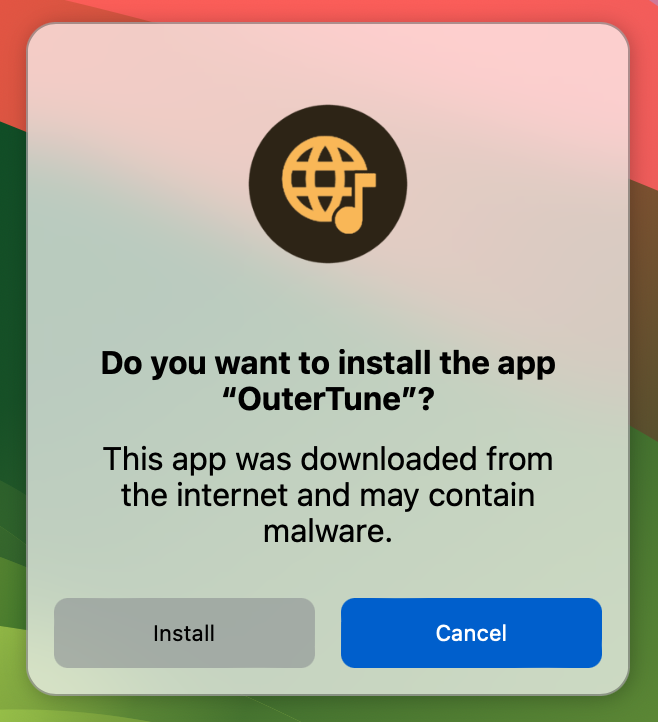 Do you want to install the app
“OuterTune”?
This app was downloaded from
the internet and may contain
malware.
Install
Cancel